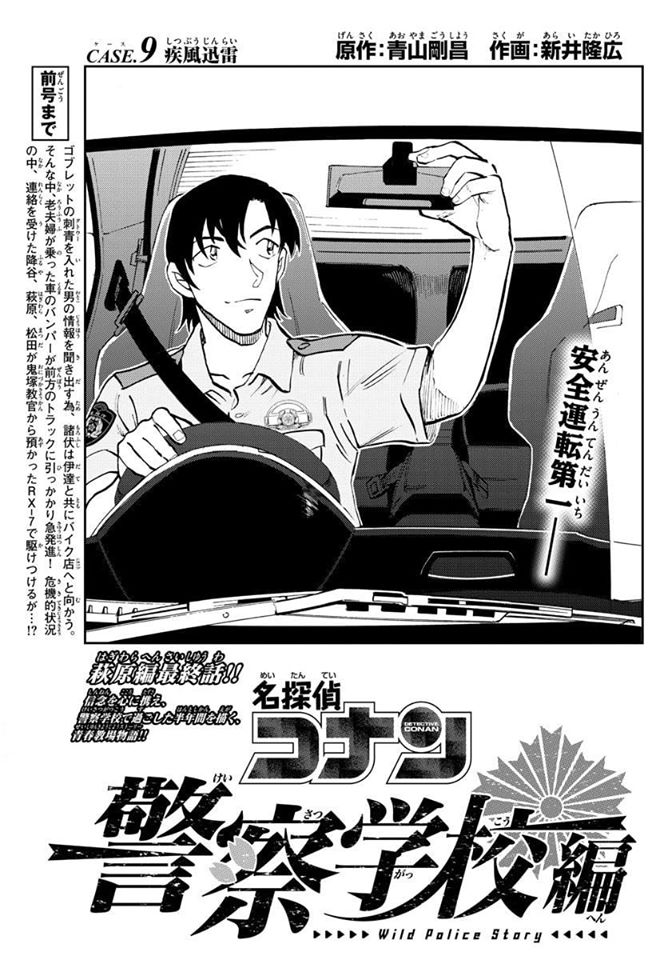 CASE.9 疾風迅雷
原作:青山剛昌 作画:新井隆広
前号まで
ゴブレットの刺青を入れた男の情報を聞き出す為、諸伏は伊達と共にバイク店へと向かう。
そんな中、老夫婦が乗った車のバンパーが前方のトラックに引っかかり急発進!危機的状況
の中、連絡を受けた降谷、萩原、松田が鬼塚教官から預かったRX-7で駆けつけるが…!?
安全運転第一――
萩原編最終話!!
信念を心に携え、
警察学校で過ごした半年間を描く、
青春教場物語!!
名探偵
コナン
DETECTIVE CONAN
警察学校編
Wild Police Story